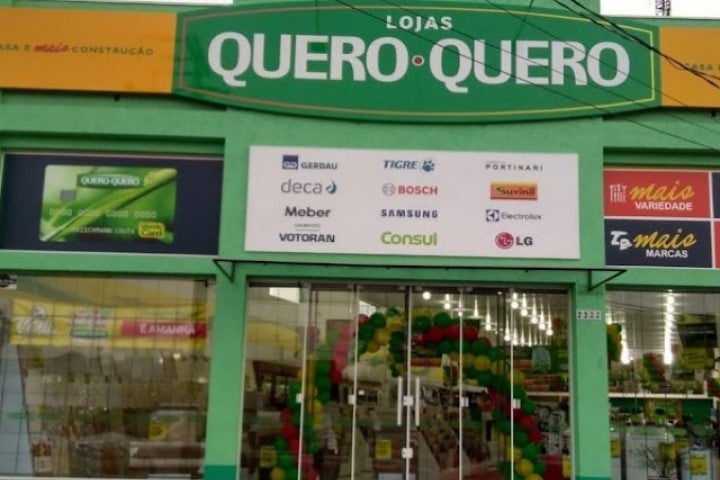 LOJAS
QUERO·QUERO
CASA E mais CONSTRUÇÃO
CASA
QUERO-QUERO
GERDAU
TIGRE
PORTINARI
deca
BOSCH
Suvinil
Meber
SAMSUNG
Electrolux
VOTORAN
Consul
LG
mais
VARIEDADE
mais
MARCAS
2322
É AMANHÃ